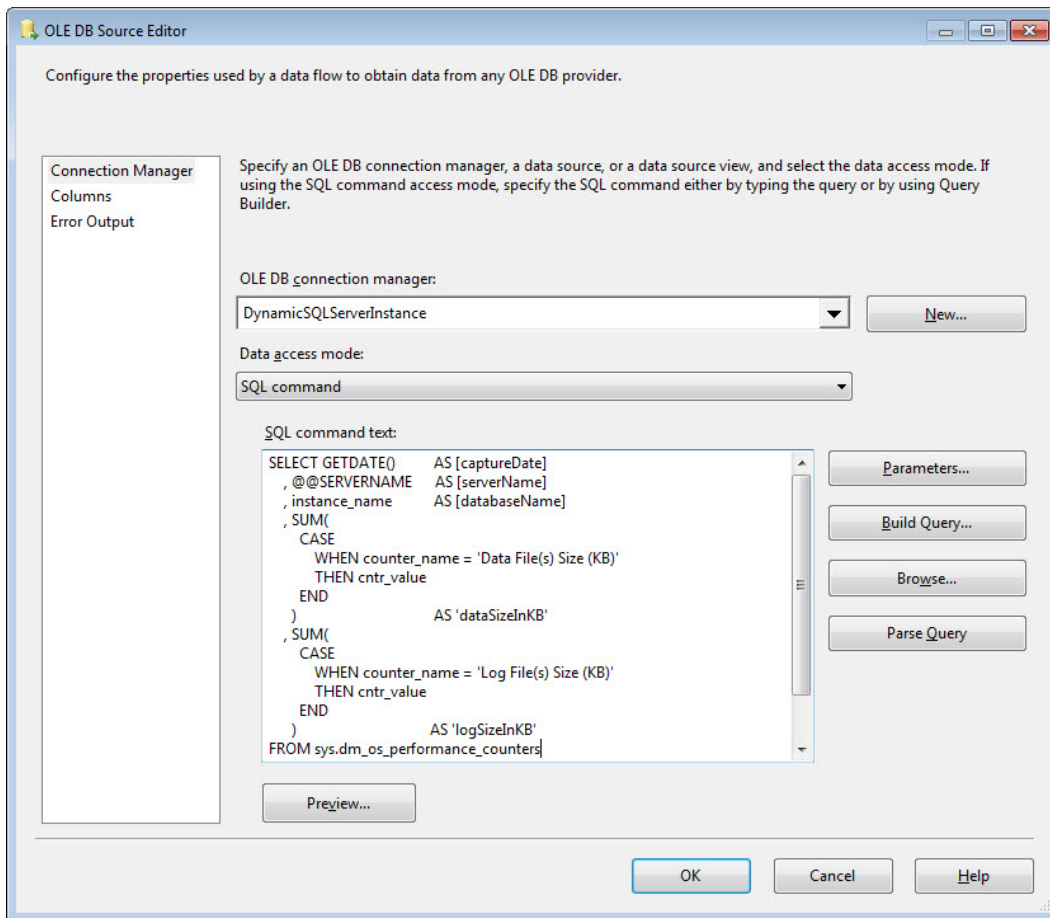 OLE DB Source Editor
Configure the properties used by a data flow to obtain data from any OLE DB provider.
Connection Manager
Columns
Error Output
Specify an OLE DB connection manager, a data source, or a data source view, and select the data access mode. If
using the SQL command access mode, specify the SQL command either by typing the query or by using Query
Builder.
OLE DB connection manager:
DynamicSQLServerInstance
New...
Data access mode:
SQL command
SQL command text:
SELECT GETDATE() AS [captureDate]
, @@SERVERNAME AS [serverName]
, instance_name AS [databaseName]
, SUM(
CASE
WHEN counter_name = 'Data File(s) Size (KB)'
THEN cntr_value
END
) AS 'dataSizeInKB'
, SUM(
CASE
WHEN counter_name = 'Log File(s) Size (KB)'
THEN cntr_value
END
) AS 'logSizeInKB'
FROM sys.dm_os_performance_counters
Parameters...
Build Query...
Browse...
Parse Query
Preview...
OK
Cancel
Help